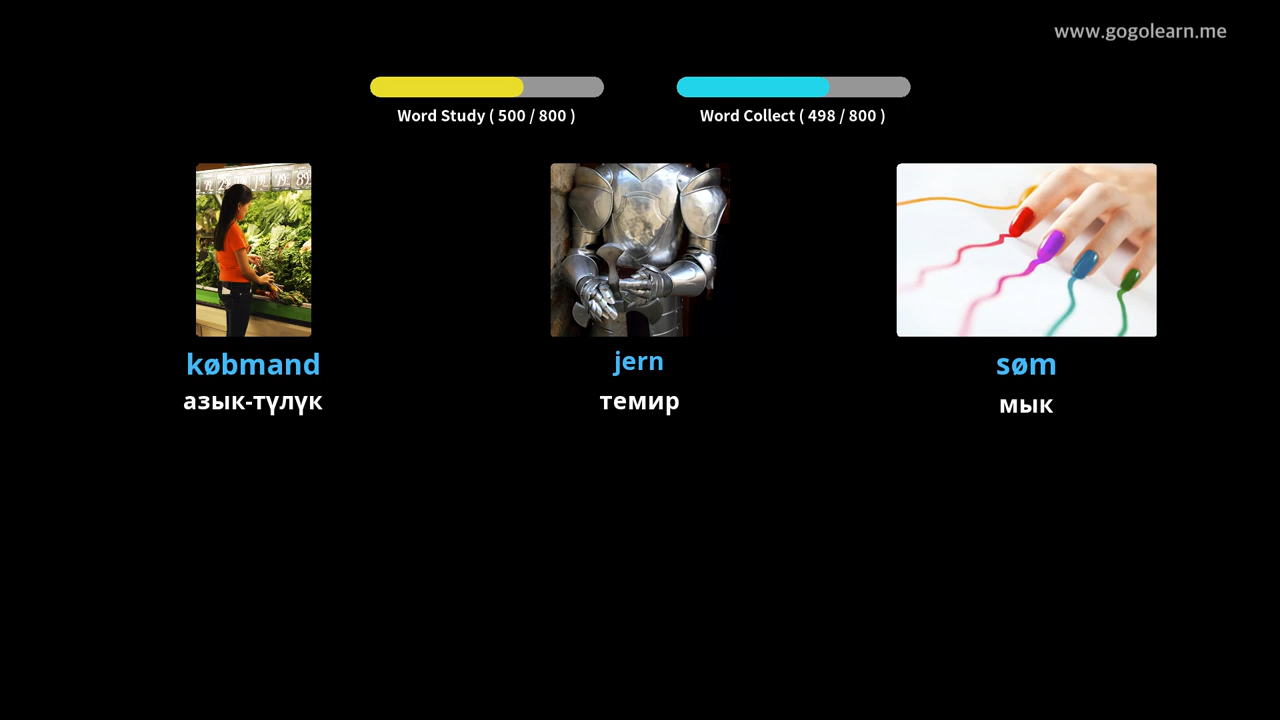 www.gogolearn.me
Word Study ( 500 / 800 )
Word Collect ( 498 / 800 )
købmand
азык-түлүк
jern
темир
søm
мык